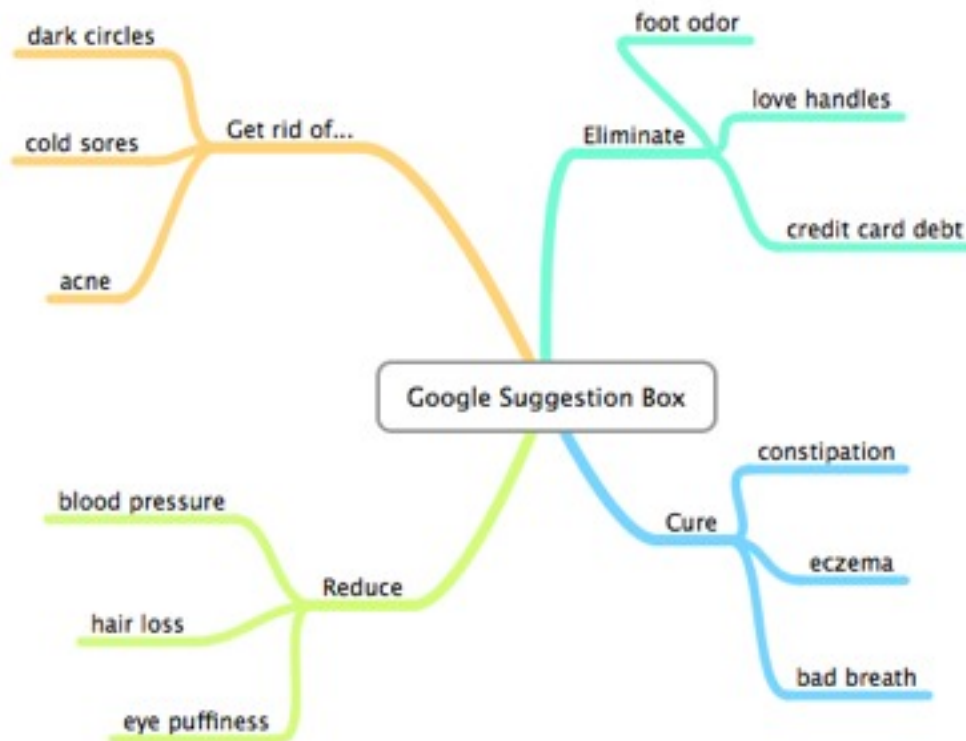 foot odor
dark circles
love handles
Get rid of...
Eliminate
cold sores
credit card debt
acne
Google Suggestion Box
constipation
blood pressure
Cure
eczema
Reduce
hair loss
bad breath
eye puffiness